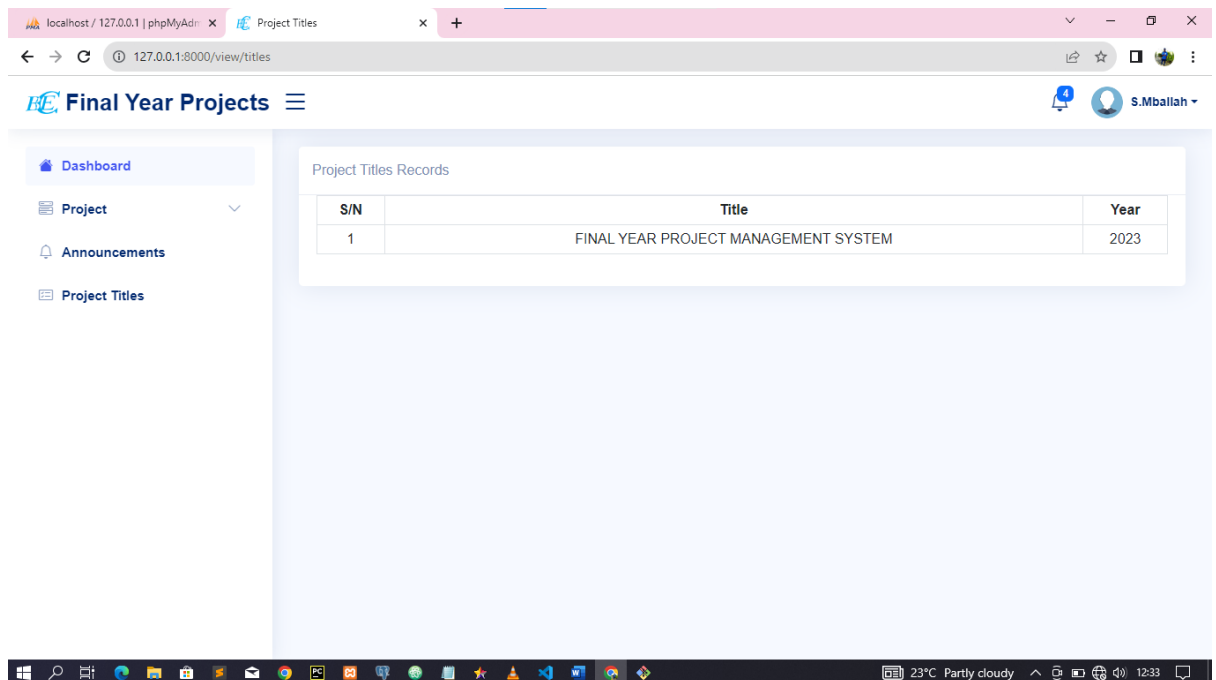 localhost / 127.0.0.1 | phpMyAdm
Project Titles
127.0.0.1:8000/view/titles
Final Year Projects
4
S.Mballah
Dashboard
Project
Announcements
Project Titles
Project Titles Records
S/N Title Year
1 FINAL YEAR PROJECT MANAGEMENT SYSTEM 2023
23°C Partly cloudy 12:33